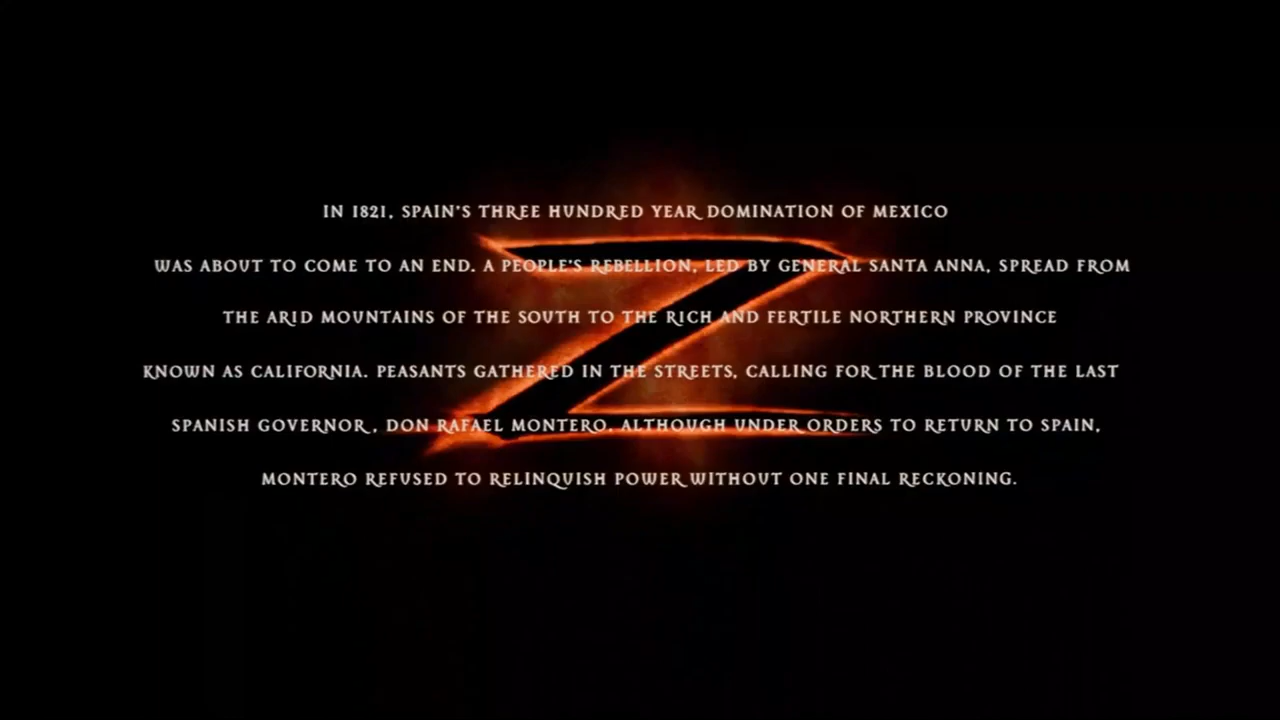 IN 1821, SPAIN'S THREE HUNDRED YEAR DOMINATION OF MEXICO
WAS ABOUT TO COME TO AN END. A PEOPLE'S REBELLION, LED BY GENERAL SANTA ANNA, SPREAD FROM
THE ARID MOUNTAINS OF THE SOUTH TO THE RICH AND FERTILE NORTHERN PROVINCE
KNOWN AS CALIFORNIA. PEASANTS GATHERED IN THE STREETS, CALLING FOR THE BLOOD OF THE LAST
SPANISH GOVERNOR, DON RAFAEL MONTERO. ALTHOUGH UNDER ORDERS TO RETURN TO SPAIN,
MONTERO REFUSED TO RELINQUISH POWER WITHOUT ONE FINAL RECKONING.
Z